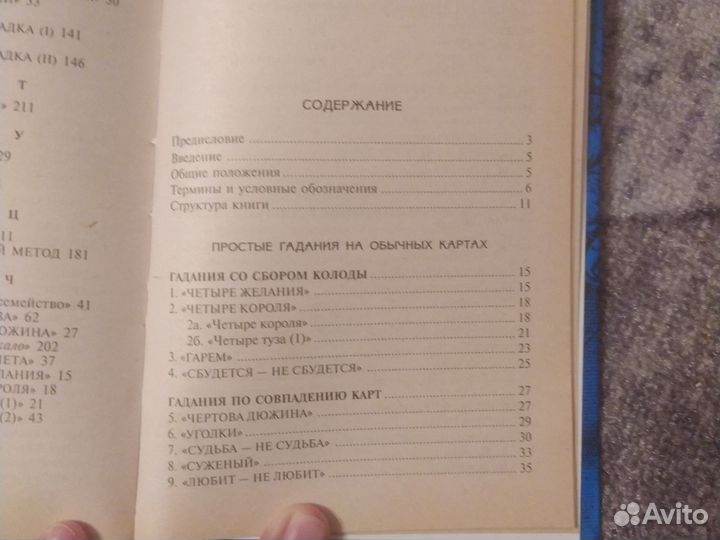 ДКА (I) 141
АДКА (II) 146
Т
» 211
У
29
Ц
11
Й МЕТОД 181
Ч
семейство» 41
ВА» 62
ЮЖИНА» 27
кало» 202
ЛЕТА» 37
ЛАНИЯ» 15
РОЛЯ» 18
(1)» 21
(2)» 43
СОДЕРЖАНИЕ
Предисловие 3
Введение 5
Общие положения 5
Термины и условные обозначения 6
Структура книги 11
ПРОСТЫЕ ГАДАНИЯ НА ОБЫЧНЫХ КАРТАХ
ГАДАНИЯ СО СБОРОМ КОЛОДЫ 15
1. «ЧЕТЫРЕ ЖЕЛАНИЯ» 15
2. «ЧЕТЫРЕ КОРОЛЯ» 18
2а. «Четыре короля» 18
2б. «Четыре туза (1)» 21
3. «ГАРЕМ» 23
4. «СБУДЕТСЯ — НЕ СБУДЕТСЯ» 25
ГАДАНИЯ ПО СОВПАДЕНИЮ КАРТ 27
5. «ЧЕРТОВА ДЮЖИНА» 27
6. «УГОЛКИ» 29
7. «СУДЬБА — НЕ СУДЬБА» 30
8. «СУЖЕНЫЙ» 33
9. «ЛЮБИТ — НЕ ЛЮБИТ» 35
Avito